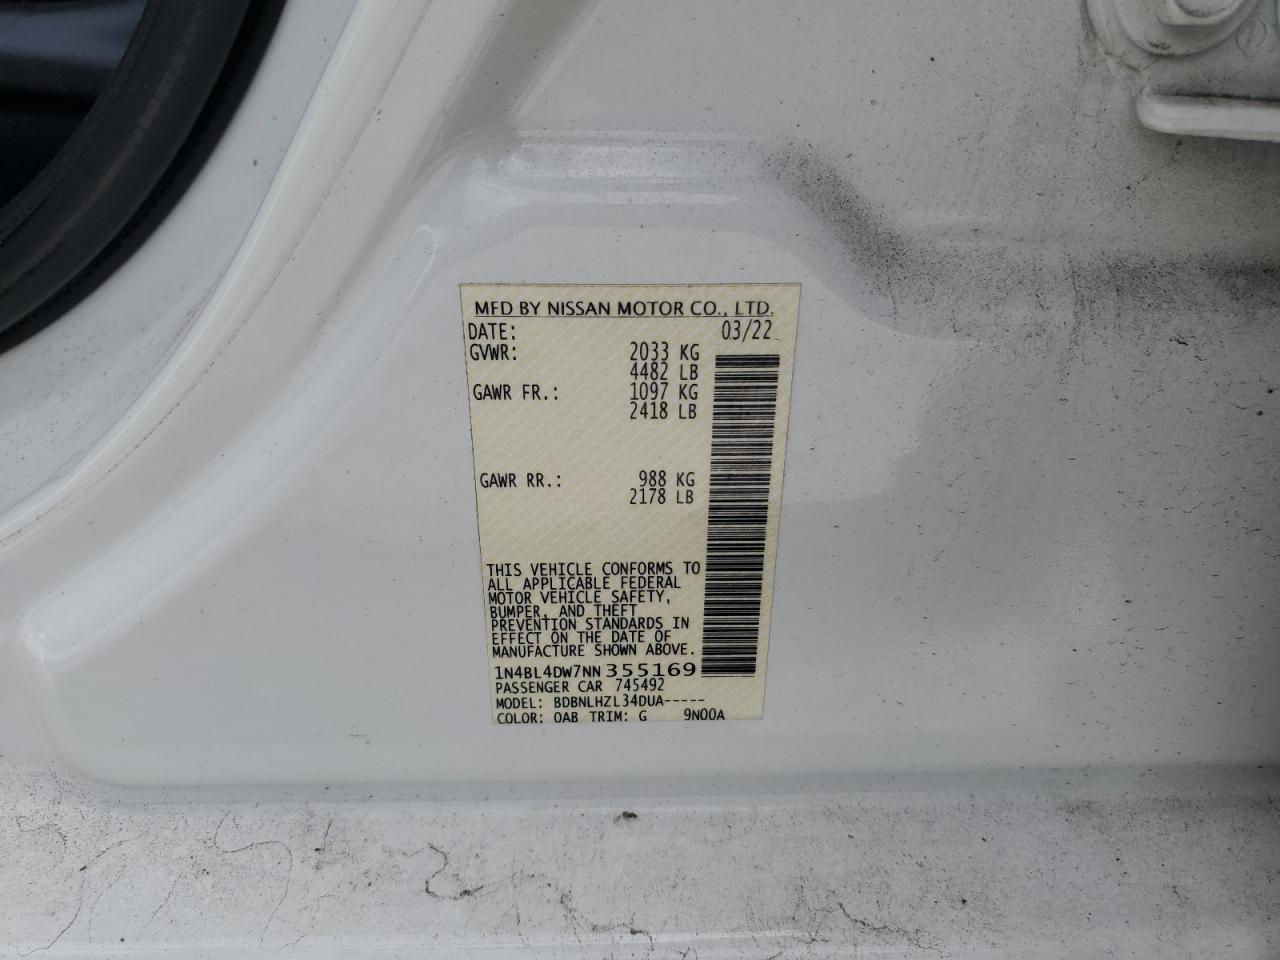 MFD BY NISSAN MOTOR CO., LTD.
DATE: 03/22
GVWR: 2033 KG
4482 LB
GAWR FR.: 1097 KG
2418 LB
GAWR RR.: 988 KG
2178 LB
THIS VEHICLE CONFORMS TO
ALL APPLICABLE FEDERAL
MOTOR VEHICLE SAFETY,
BUMPER, AND THEFT
PREVENTION STANDARDS IN
EFFECT ON THE DATE OF
MANUFACTURE SHOWN ABOVE.
1N4BL4DW7NN355169
PASSENGER CAR 745492
MODEL: BDBNLHZL34DUA-----
COLOR: QAB TRIM: G 9N00A